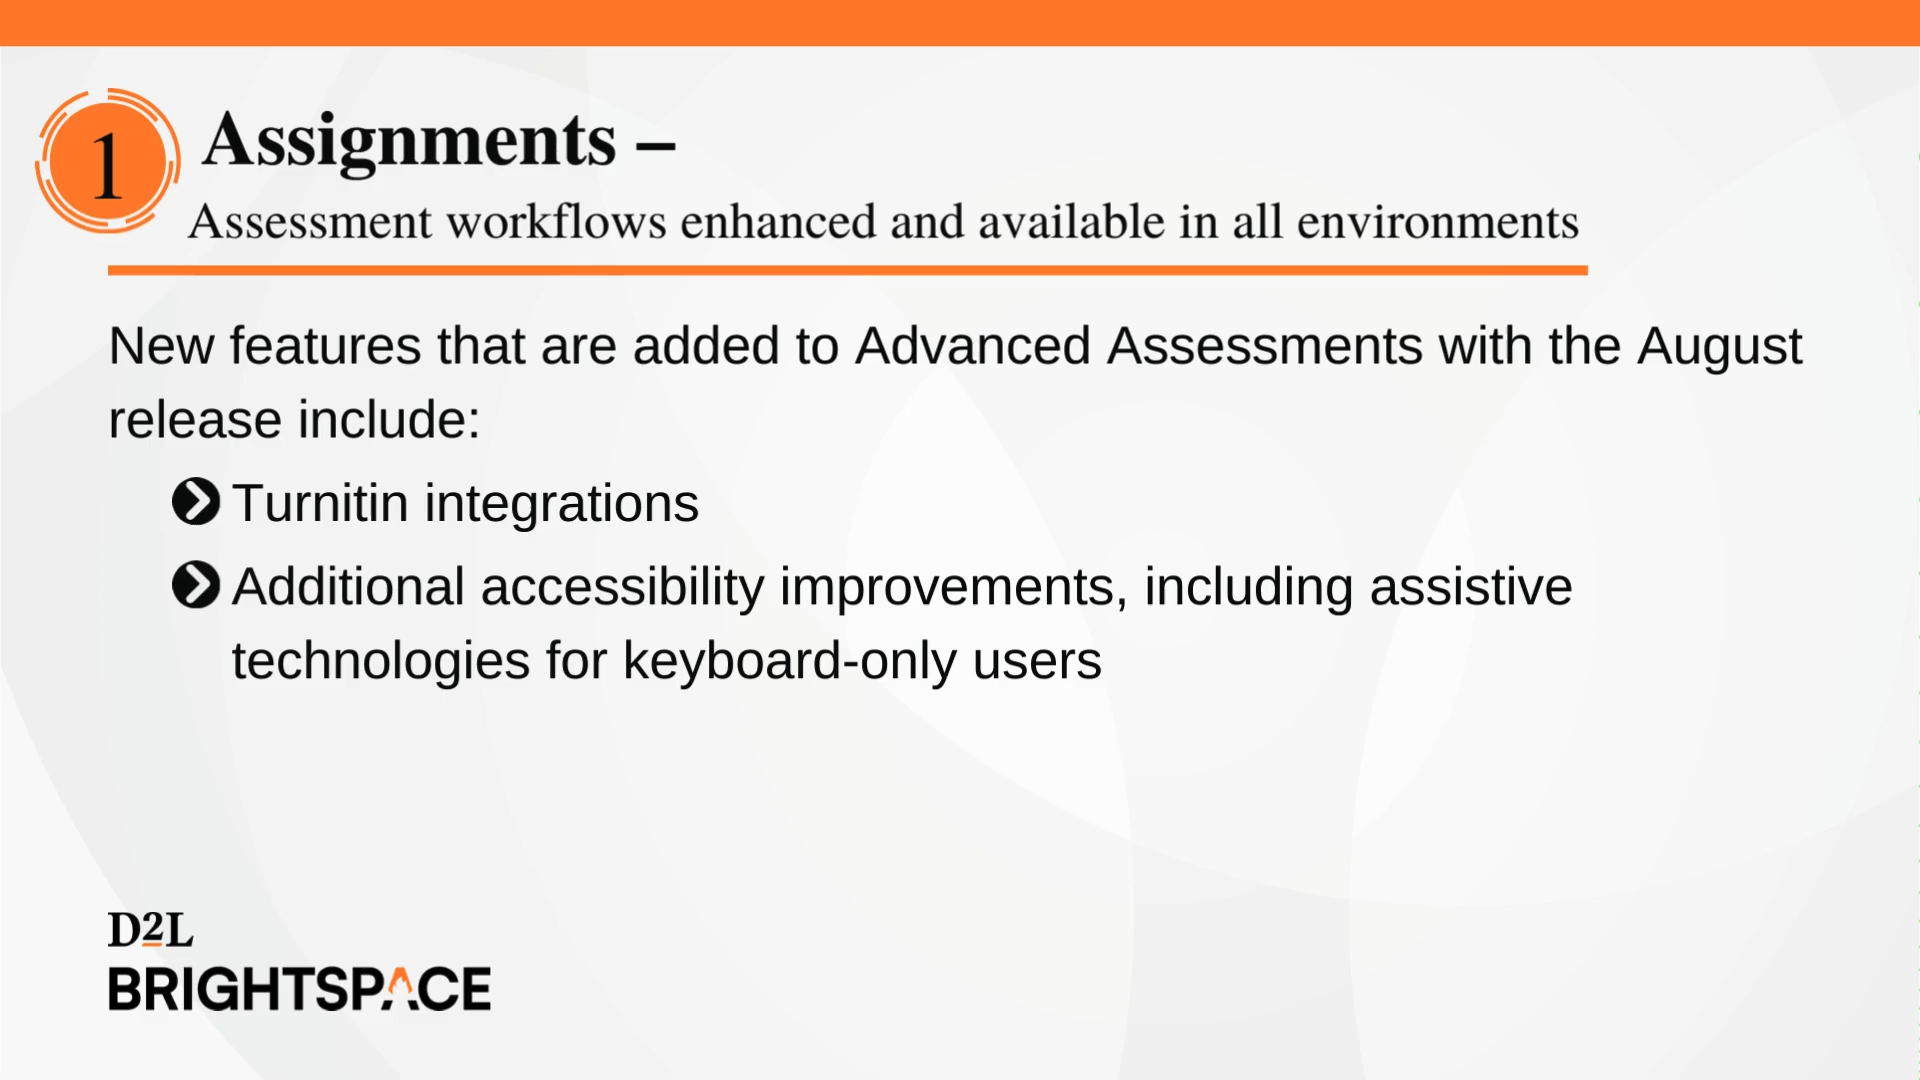 1
Assignments –
Assessment workflows enhanced and available in all environments
New features that are added to Advanced Assessments with the August
release include:
Turnitin integrations
Additional accessibility improvements, including assistive
technologies for keyboard-only users
D2L
BRIGHTSPACE